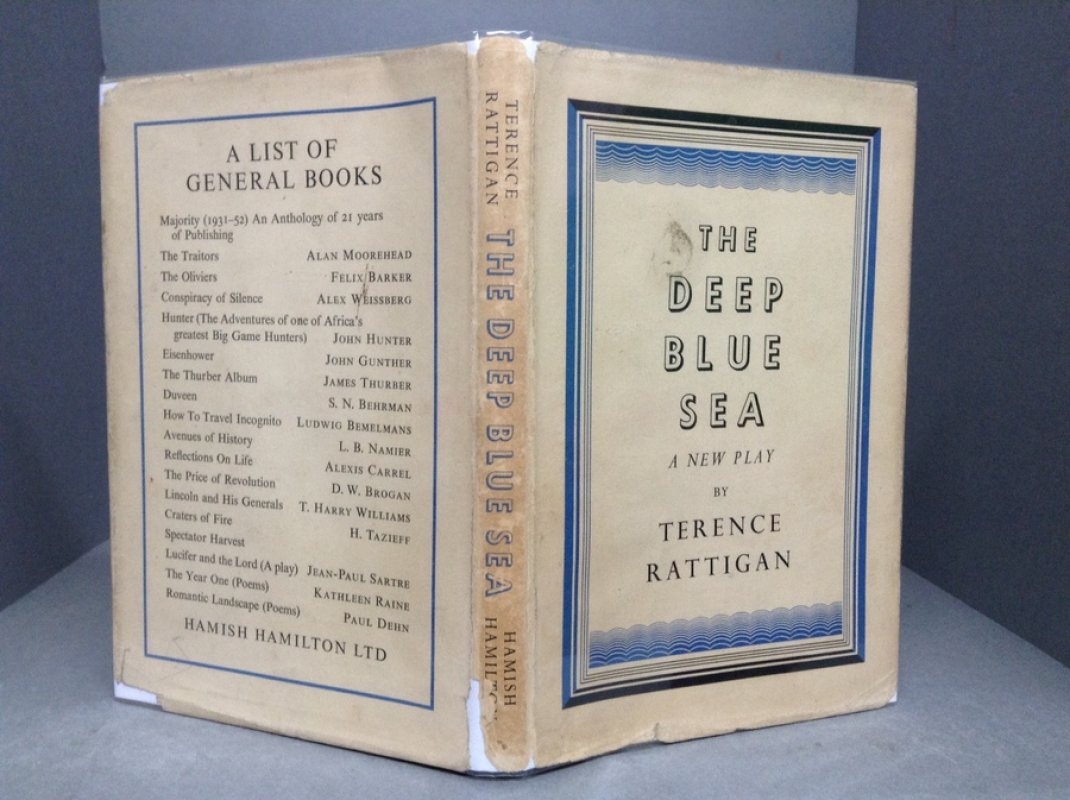 A LIST OF
GENERAL BOOKS
Majority (1931–52) An Anthology of 21 years
of Publishing
The Traitors ALAN MOOREHEAD
The Oliviers FELIX BARKER
Conspiracy of Silence ALEX WEISSBERG
Hunter (The Adventures of one of Africa's
greatest Big Game Hunters) JOHN HUNTER
Eisenhower JOHN GUNTHER
The Thurber Album JAMES THURBER
Duveen S. N. BEHRMAN
How To Travel Incognito LUDWIG BEMELMANS
Avenues of History L. B. NAMIER
Reflections On Life ALEXIS CARREL
The Price of Revolution D. W. BROGAN
Lincoln and His Generals T. HARRY WILLIAMS
Craters of Fire H. TAZIEFF
Spectator Harvest
Lucifer and the Lord (A play) JEAN-PAUL SARTRE
The Year One (Poems) KATHLEEN RAINE
Romantic Landscape (Poems) PAUL DEHN
HAMISH HAMILTON LTD
TERENCE
RATTIGAN
THE DEEP BLUE SEA
HAMISH
HAMILTON
THE
DEEP
BLUE
SEA
A NEW PLAY
BY
TERENCE
RATTIGAN